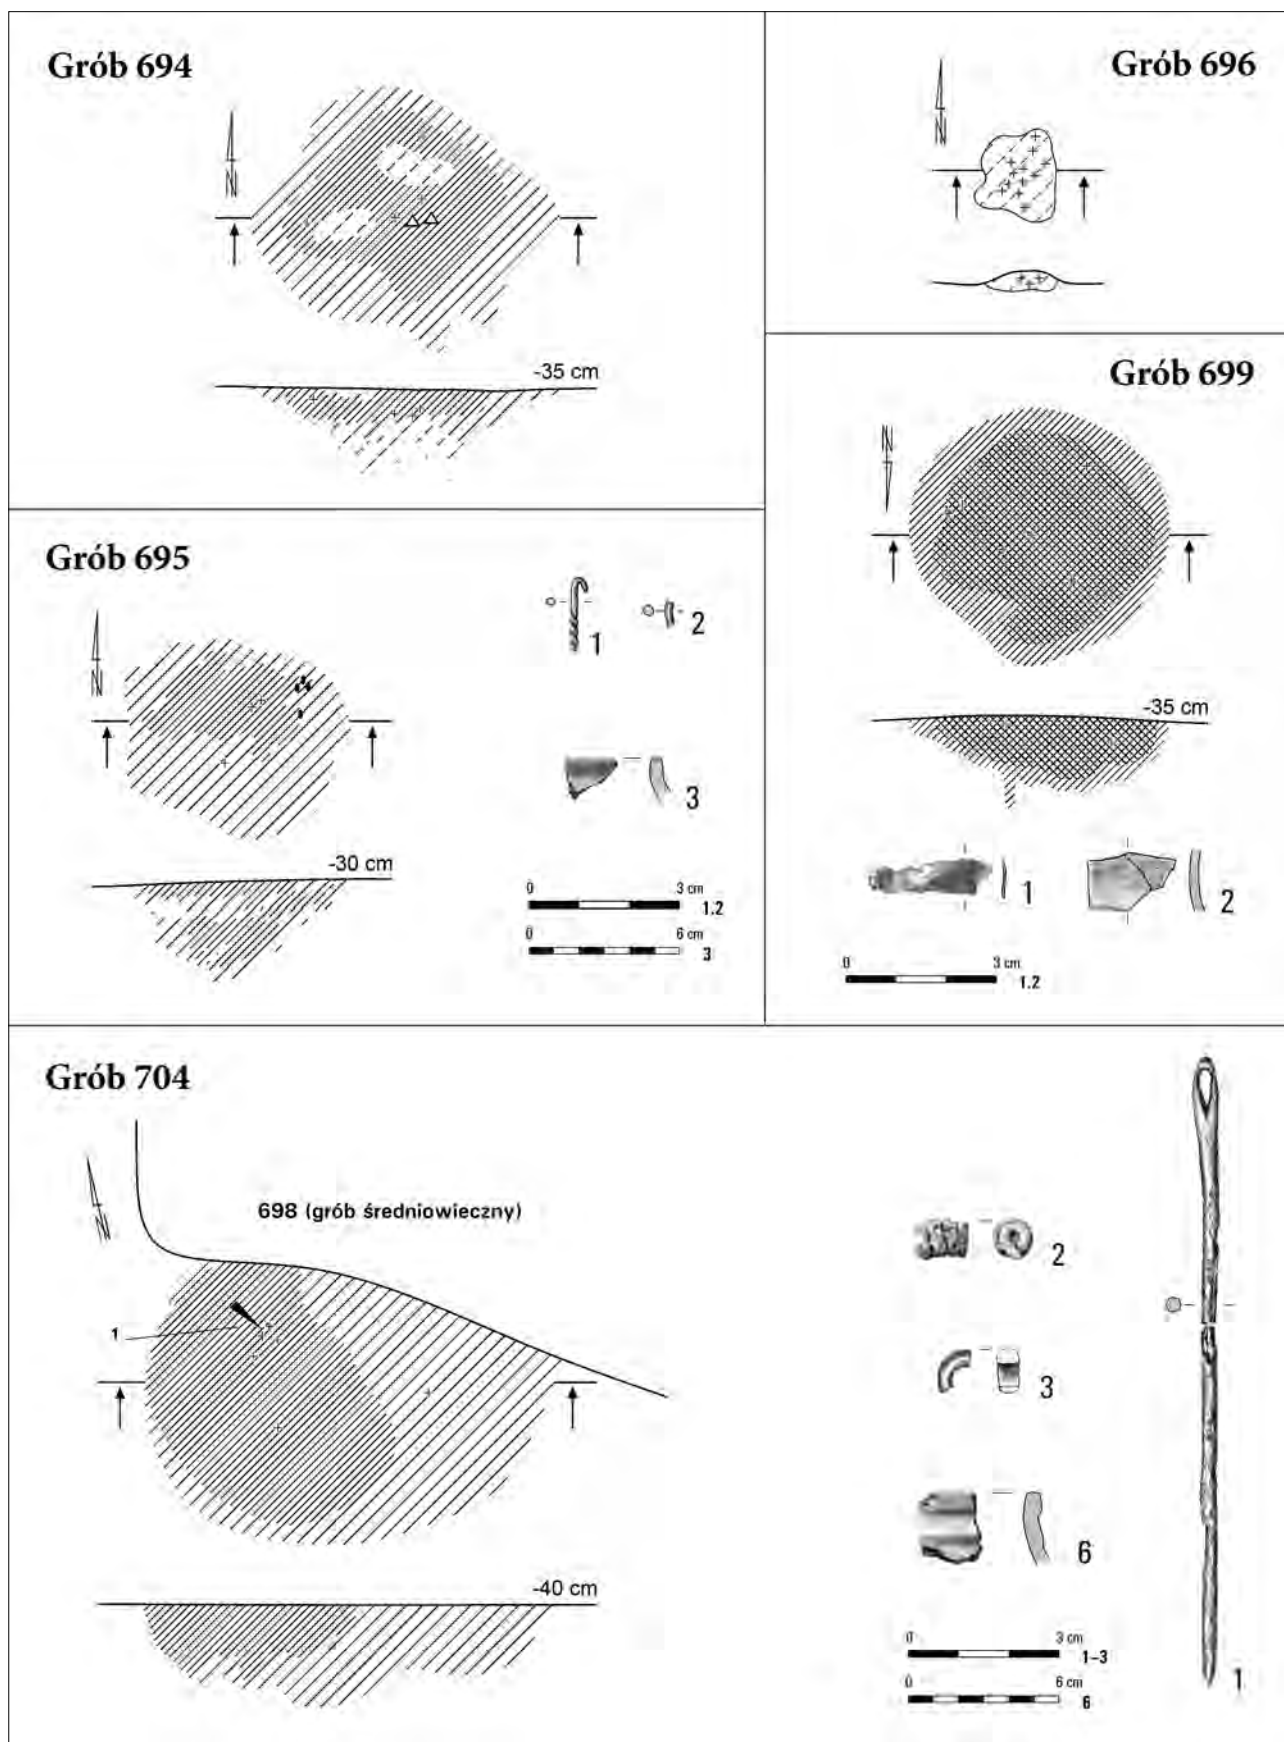 Grób 694
N
-35 cm
Grób 696
N
Grób 699
N
-35 cm
1
2
0 3 cm
1.2
Grób 695
N
1
2
3
-30 cm
0 3 cm
1.2
0 6 cm
3
Grób 704
N
698 (grób średniowieczny)
1
-40 cm
2
3
6
0 3 cm
1–3
0 6 cm
6
1